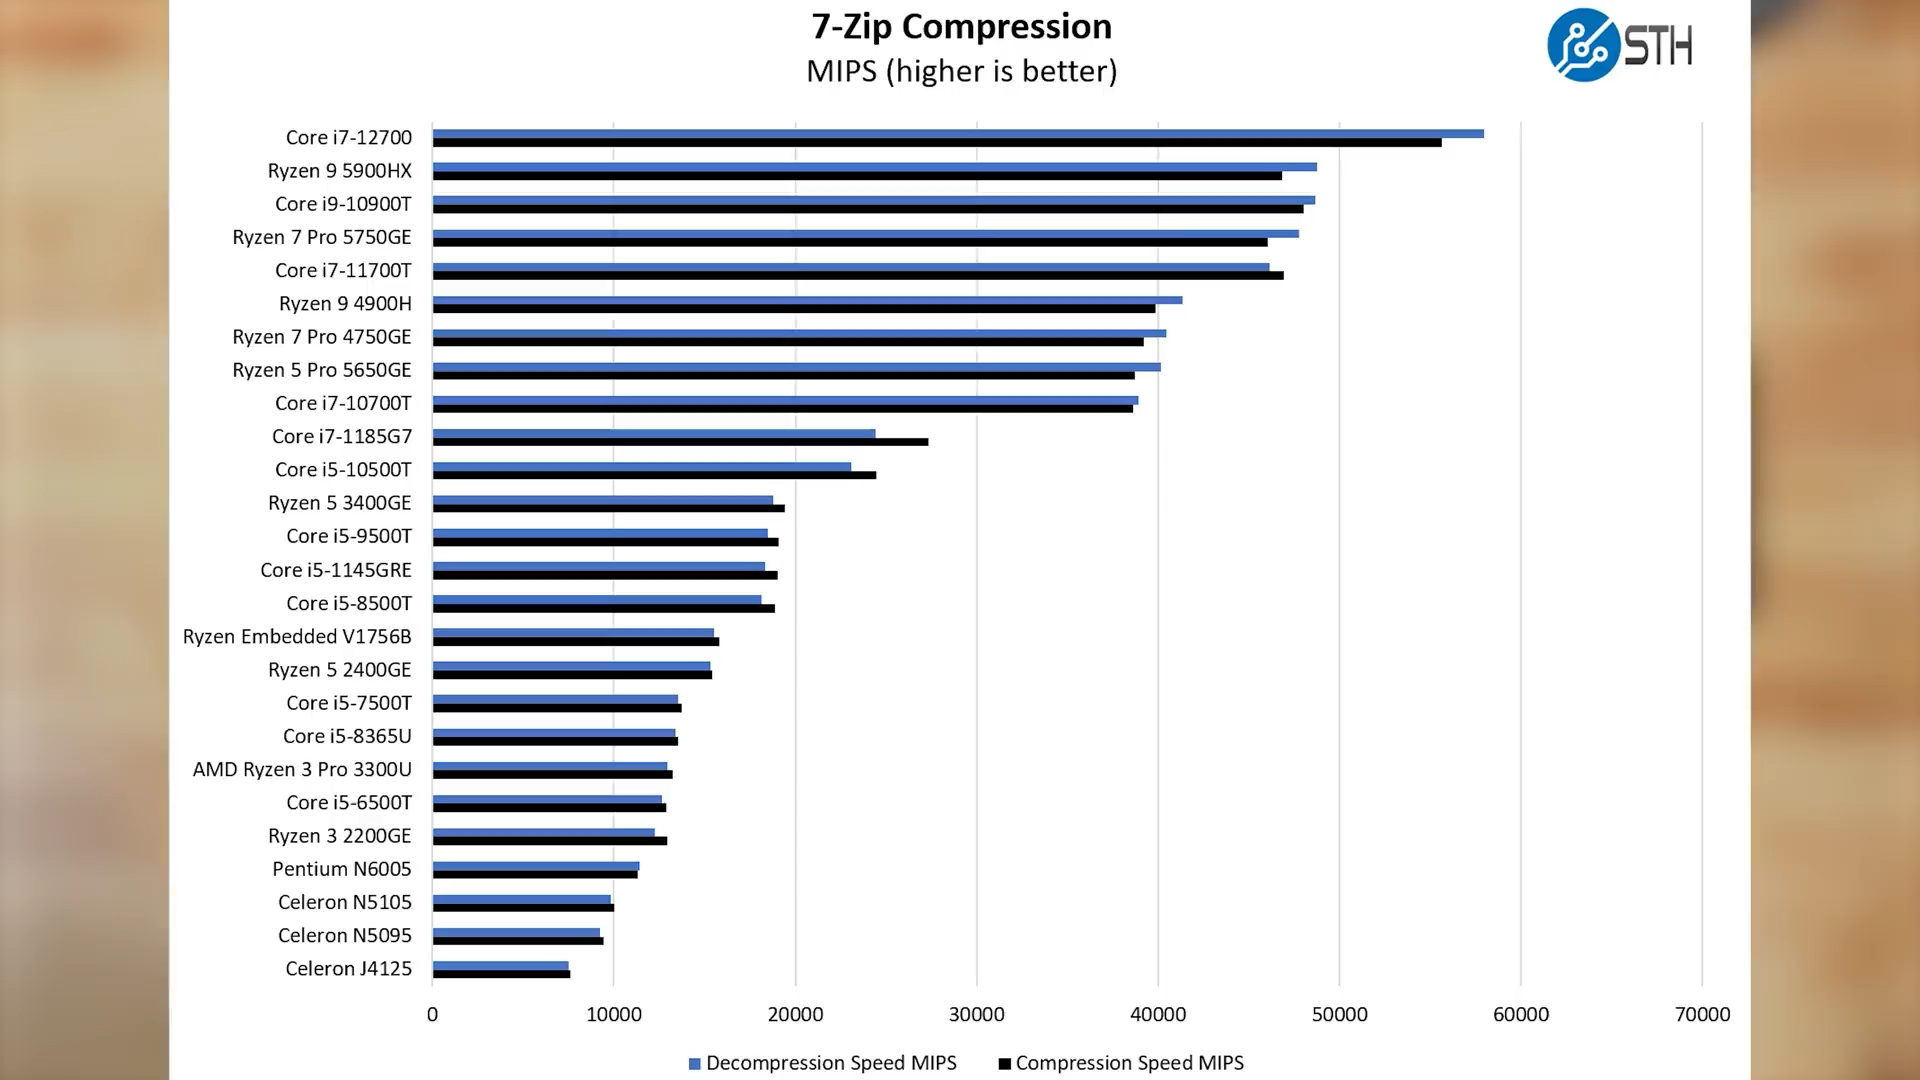 7-Zip Compression
MIPS (higher is better)
STH
Core i7-12700
Ryzen 9 5900HX
Core i9-10900T
Ryzen 7 Pro 5750GE
Core i7-11700T
Ryzen 9 4900H
Ryzen 7 Pro 4750GE
Ryzen 5 Pro 5650GE
Core i7-10700T
Core i7-1185G7
Core i5-10500T
Ryzen 5 3400GE
Core i5-9500T
Core i5-1145GRE
Core i5-8500T
Ryzen Embedded V1756B
Ryzen 5 2400GE
Core i5-7500T
Core i5-8365U
AMD Ryzen 3 Pro 3300U
Core i5-6500T
Ryzen 3 2200GE
Pentium N6005
Celeron N5105
Celeron N5095
Celeron J4125
0 10000 20000 30000 40000 50000 60000 70000
Decompression Speed MIPS Compression Speed MIPS